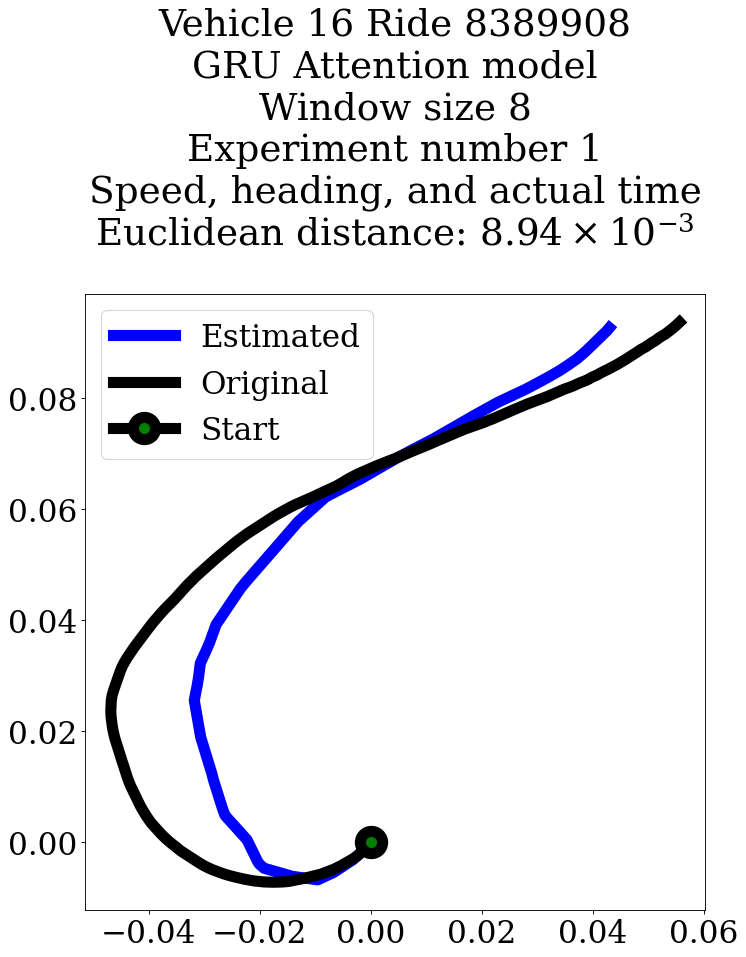 Vehicle 16 Ride 8389908
GRU Attention model
Window size 8
Experiment number 1
Speed, heading, and actual time
Euclidean distance: 8.94 × 10⁻³
Estimated
Original
Start
0.08
0.06
0.04
0.02
0.00
−0.04 −0.02 0.00 0.02 0.04 0.06